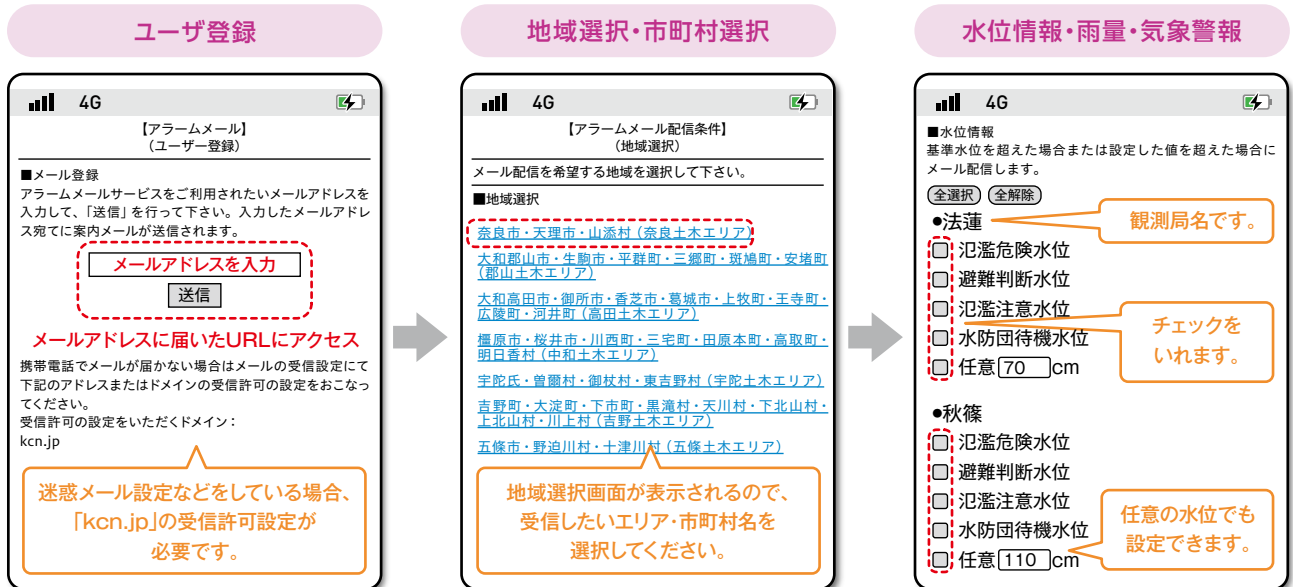 ユーザ登録
地域選択・市町村選択
水位情報・雨量・気象警報
4G
【アラームメール】
（ユーザー登録）
■メール登録
アラームメールサービスをご利用されたいメールアドレスを
入力して、「送信」を行って下さい。入力したメールアドレ
ス宛てに案内メールが送信されます。
メールアドレスを入力
送信
メールアドレスに届いたURLにアクセス
携帯電話でメールが届かない場合はメールの受信設定にて
下記のアドレスまたはドメインの受信許可の設定をおこなっ
てください。
受信許可の設定をいただくドメイン：
kcn.jp
迷惑メール設定などをしている場合、
「kcn.jp」の受信許可設定が
必要です。
4G
【アラームメール配信条件】
（地域選択）
メール配信を希望する地域を選択して下さい。
■地域選択
奈良市・天理市・山添村（奈良土木エリア）
大和郡山市・生駒市・平群町・三郷町・斑鳩町・安堵町
（郡山土木エリア）
大和高田市・御所市・香芝市・葛城市・上牧町・王寺町・
広陵町・河井町（高田土木エリア）
橿原市・桜井市・川西町・三宅町・田原本町・高取町・
明日香村（中和土木エリア）
宇陀氏・曽爾村・御杖村・東吉野村（宇陀土木エリア）
吉野町・大淀町・下市町・黒滝村・天川村・下北山村・
上北山村・川上村（吉野土木エリア）
五條市・野迫川村・十津川村（五條土木エリア）
地域選択画面が表示されるので、
受信したいエリア・市町村名を
選択してください。
4G
■水位情報
基準水位を超えた場合または設定した値を超えた場合に
メール配信します。
全選択 全解除
●法蓮
観測局名です。
氾濫危険水位
避難判断水位
氾濫注意水位
水防団待機水位
任意 70 cm
チェックを
いれます。
●秋篠
氾濫危険水位
避難判断水位
氾濫注意水位
水防団待機水位
任意 110 cm
任意の水位でも
設定できます。